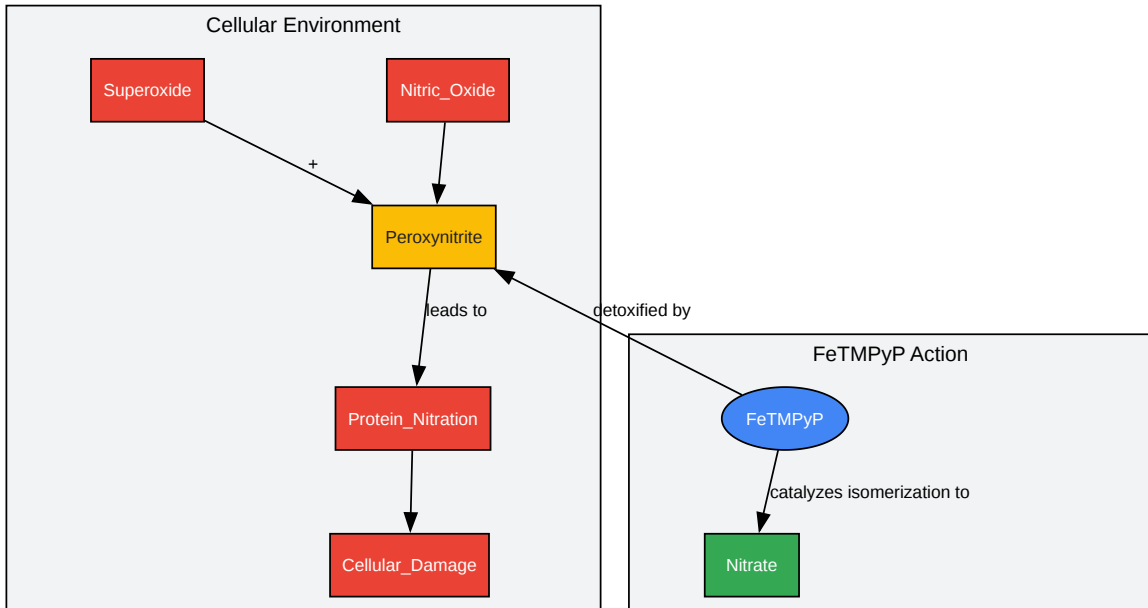 Cellular Environment
Superoxide
Nitric_Oxide
+
Peroxynitrite
leads to
detoxified by
FeTMPyP Action
Protein_Nitration
FeTMPyP
catalyzes isomerization to
Cellular_Damage
Nitrate